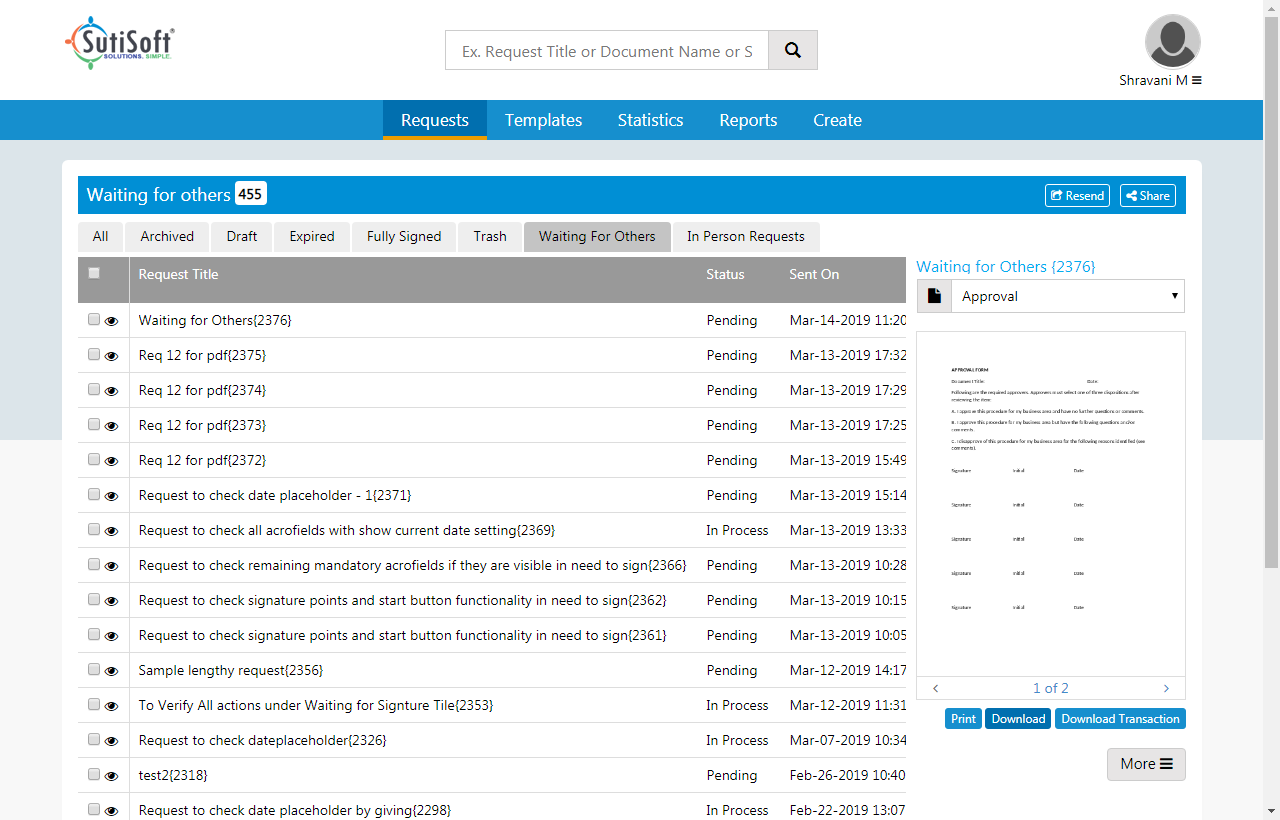 SutiSoft®
SOLUTIONS. SIMPLE.
Ex. Request Title or Document Name or S
Shravani M
Requests Templates Statistics Reports Create
Waiting for others 455
Resend Share
All Archived Draft Expired Fully Signed Trash Waiting For Others In Person Requests
Request Title Status Sent On
Waiting for Others{2376} Pending Mar-14-2019 11:20
Req 12 for pdf{2375} Pending Mar-13-2019 17:32
Req 12 for pdf{2374} Pending Mar-13-2019 17:29
Req 12 for pdf{2373} Pending Mar-13-2019 17:25
Req 12 for pdf{2372} Pending Mar-13-2019 15:49
Request to check date placeholder - 1{2371} Pending Mar-13-2019 15:14
Request to check all acrofields with show current date setting{2369} In Process Mar-13-2019 13:33
Request to check remaining mandatory acrofields if they are visible in need to sign{2366} Pending Mar-13-2019 10:28
Request to check signature points and start button functionality in need to sign{2362} Pending Mar-13-2019 10:15
Request to check signature points and start button functionality in need to sign{2361} Pending Mar-13-2019 10:05
Sample lengthy request{2356} Pending Mar-12-2019 14:17
To Verify All actions under Waiting for Signture Tile{2353} In Process Mar-12-2019 11:31
Request to check dateplaceholder{2326} In Process Mar-07-2019 10:34
test2{2318} Pending Feb-26-2019 10:40
Request to check date placeholder by giving{2298} In Process Feb-22-2019 13:07
Waiting for Others {2376}
Approval
APPROVAL FORM
Document Title: Date:
Following are the required approvers. Approvers must select one of three dispositions after
reviewing the item:
A. I approve this procedure for my business area and have no further questions or comments.
B. I approve this procedure for my business area but have the following questions and/or
comments.
C. I disapprove of this procedure for my business area for the following reasons identified (see
comments).
Signature Initial Date
Signature Initial Date
Signature Initial Date
Signature Initial Date
Signature Initial Date
1 of 2
Print Download Download Transaction
More